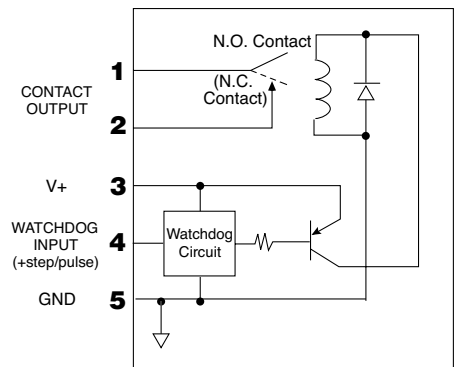 N.O. Contact
1
(N.C.
Contact)
CONTACT
OUTPUT
2
V+
3
WATCHDOG
INPUT
(+step/pulse)
4
Watchdog
Circuit
GND
5